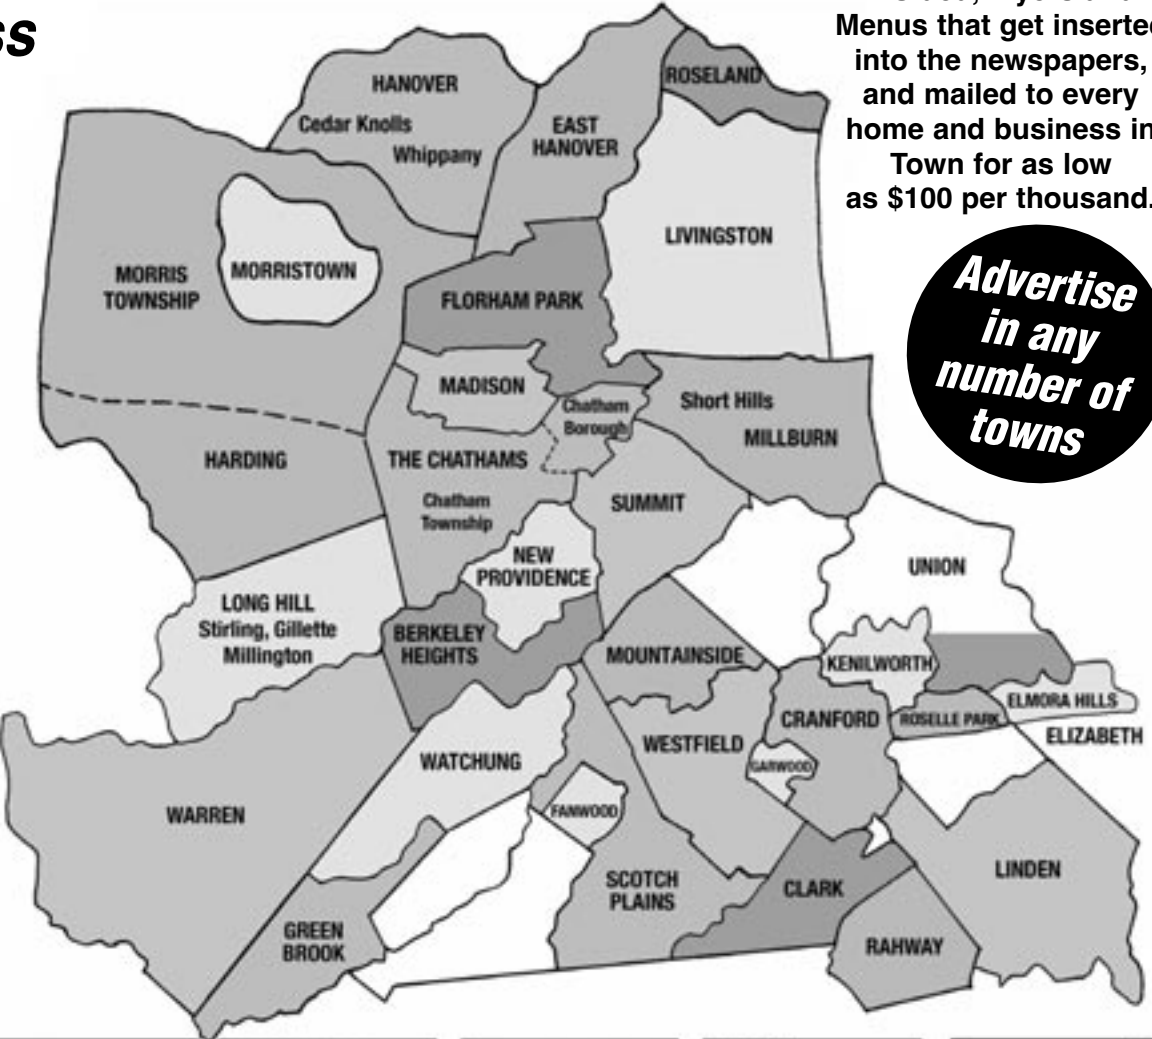 ss
Menus that get inserted
into the newspapers,
and mailed to every
home and business in
Town for as low
as $100 per thousand.
Advertise
in any
number of
towns
HANOVER
Cedar Knolls
Whippany
EAST
HANOVER
ROSELAND
LIVINGSTON
MORRIS
TOWNSHIP
MORRISTOWN
FLORHAM PARK
MADISON
Chatham
Borough
Short Hills
MILLBURN
HARDING
THE CHATHAMS
Chatham
Township
SUMMIT
NEW
PROVIDENCE
UNION
LONG HILL
Stirling, Gillette
Millington
BERKELEY
HEIGHTS
MOUNTAINSIDE
KENILWORTH
ELMORA HILLS
ROSELLE PARK
ELIZABETH
CRANFORD
WESTFIELD
GARWOOD
WATCHUNG
WARREN
FANWOOD
SCOTCH
PLAINS
CLARK
LINDEN
GREEN
BROOK
RAHWAY